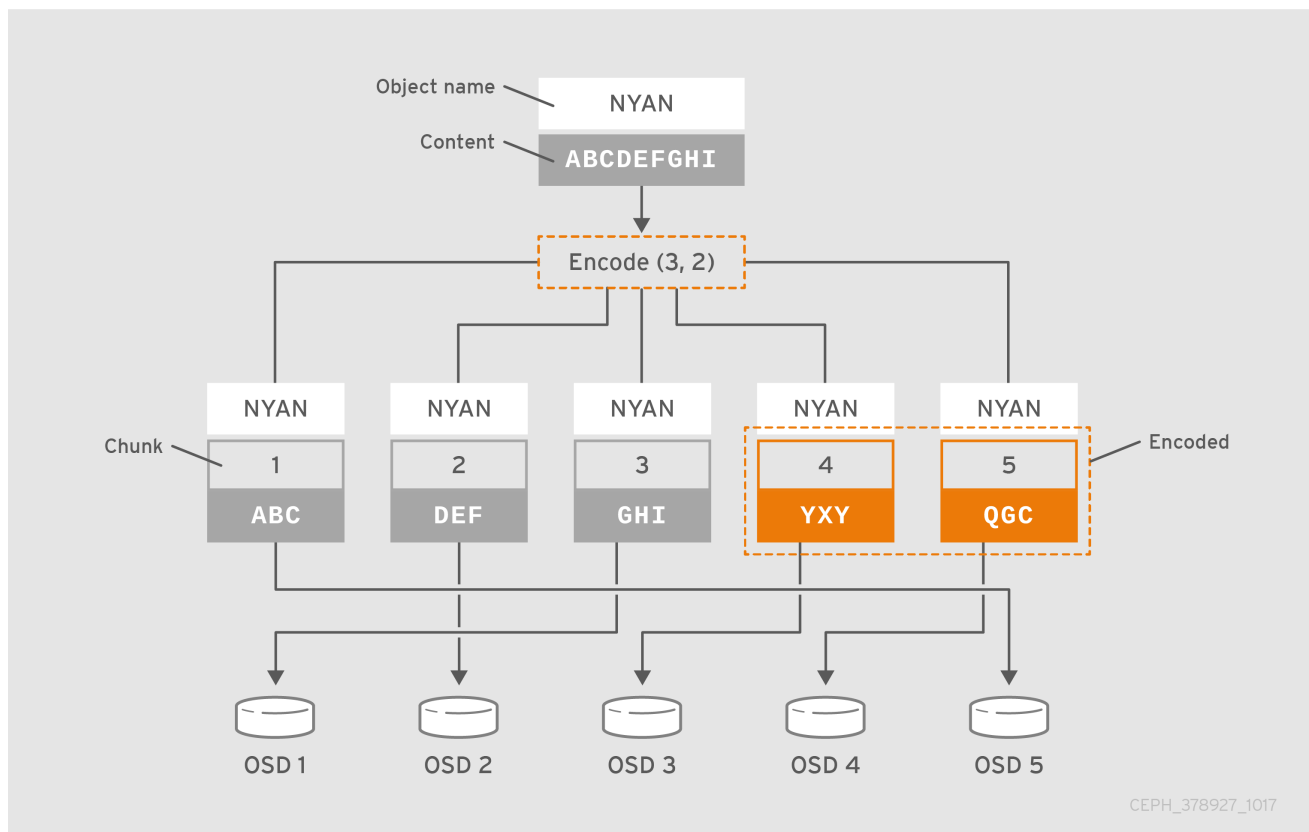 Object name
NYAN
Content
ABCDEFGHI
Encode (3, 2)
NYAN NYAN NYAN NYAN NYAN
Chunk
1 2 3 4 5
Encoded
ABC DEF GHI YXY QGC
OSD 1 OSD 2 OSD 3 OSD 4 OSD 5
CEPH_378927_1017